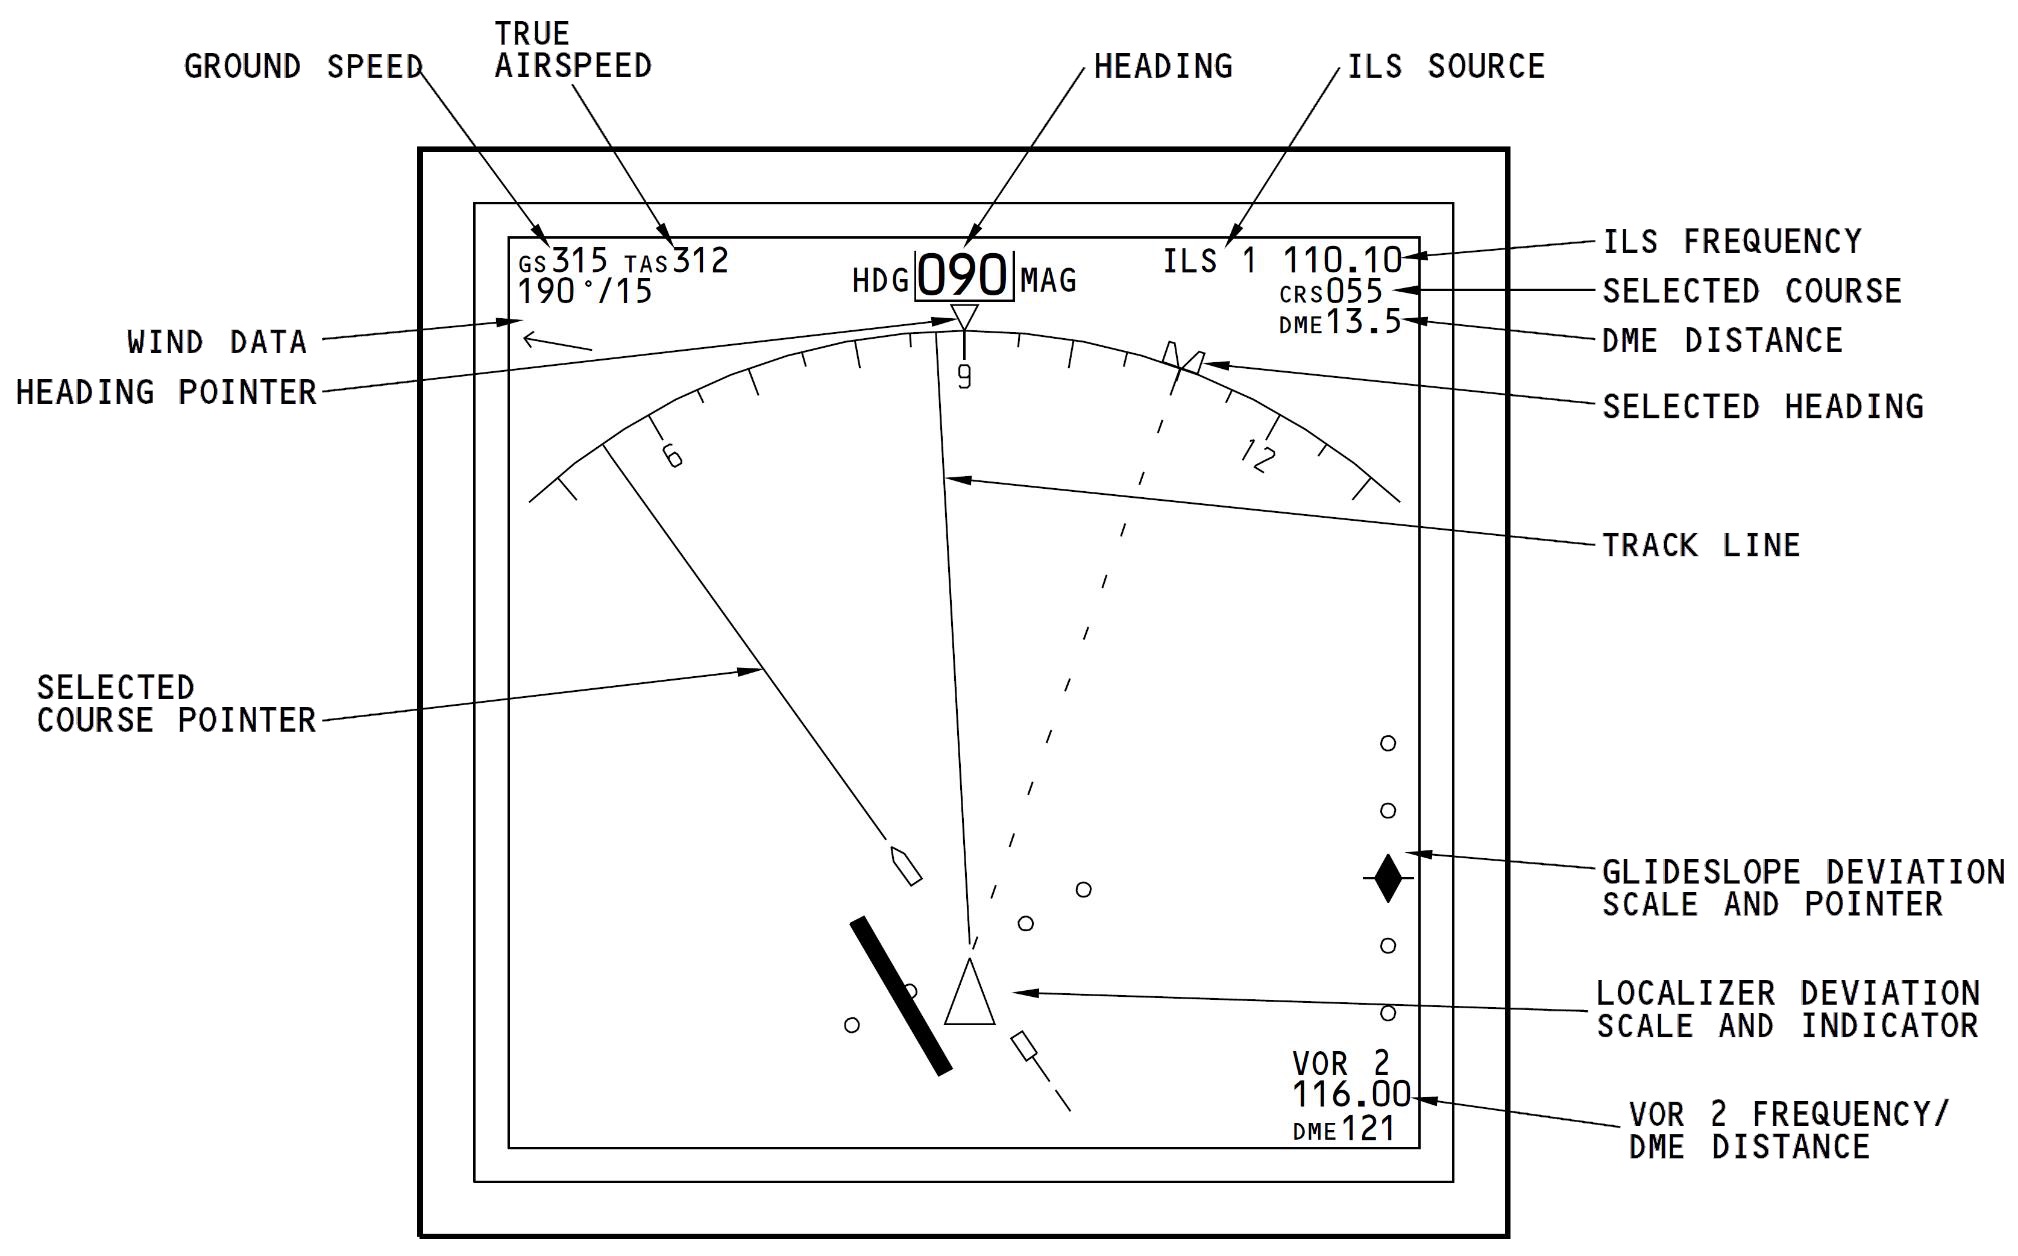 TRUE
GROUND SPEED AIRSPEED HEADING ILS SOURCE
GS315 TAS312
190°/15
HDG 090 MAG
ILS 1 110.10
CRS055
DME13.5
ILS FREQUENCY
SELECTED COURSE
DME DISTANCE
WIND DATA
HEADING POINTER
SELECTED HEADING
6 9 12
TRACK LINE
SELECTED
COURSE POINTER
GLIDESLOPE DEVIATION
SCALE AND POINTER
LOCALIZER DEVIATION
SCALE AND INDICATOR
VOR 2
116.00
DME121
VOR 2 FREQUENCY/
DME DISTANCE